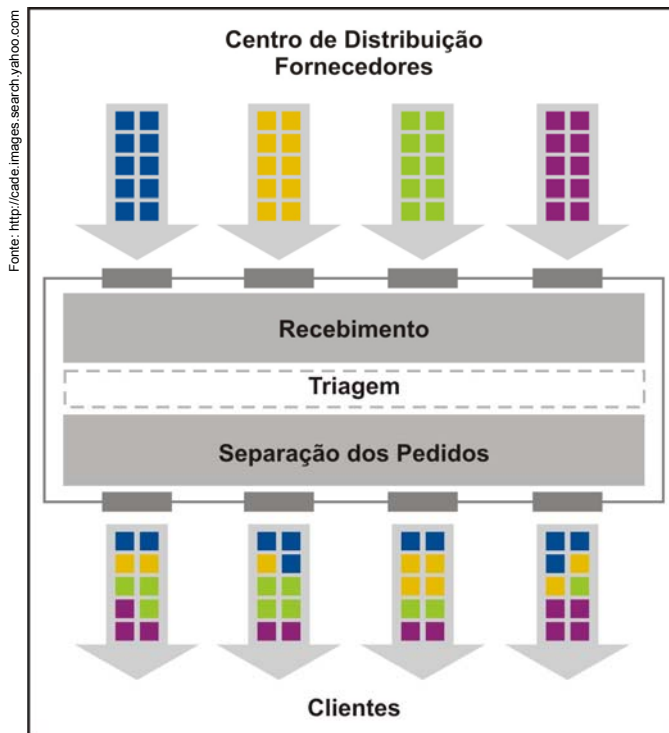 Fonte: http://cade.images.search.yahoo.com
Centro de Distribuição
Fornecedores
Recebimento
Triagem
Separação dos Pedidos
Clientes